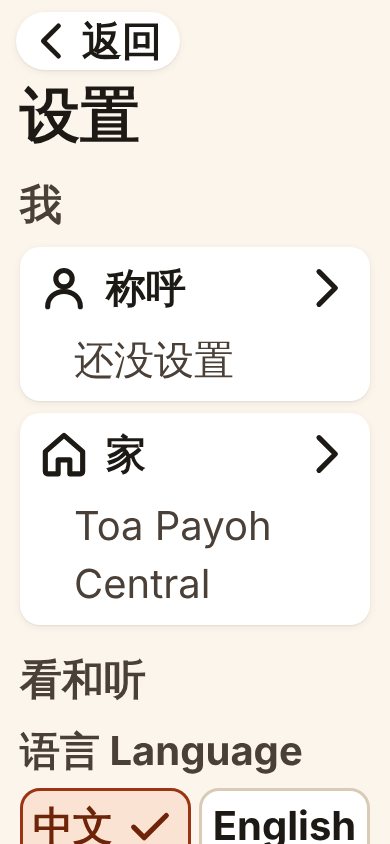 返回
设置
我
称呼
还没设置
家
Toa Payoh
Central
看和听
语言 Language
中文
English